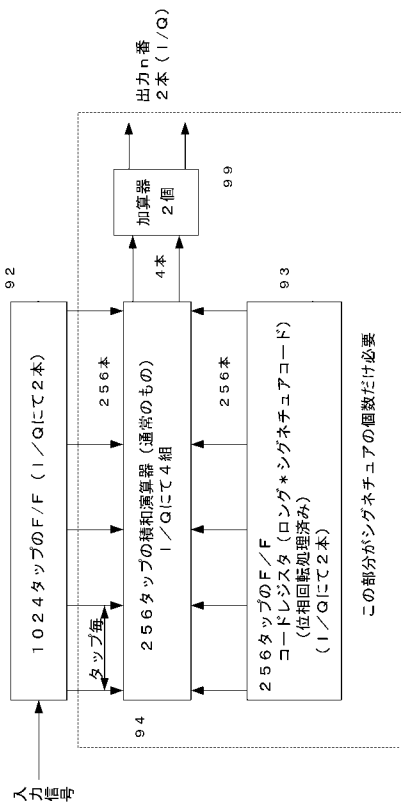 入力信号
92
1024タップのF/F（I/Qにて2本）
タップ毎
256本
94
256タップの積和演算器（通常のもの）
I/Qにて4組
4本
加算器
2個
99
出力n番
2本（I/Q）
256本
93
256タップのF/F
コードレジスタ（ロング＊シグネチュアコード）
（位相回転処理済み）
（I/Qにて2本）
この部分がシグネチュアの個数だけ必要